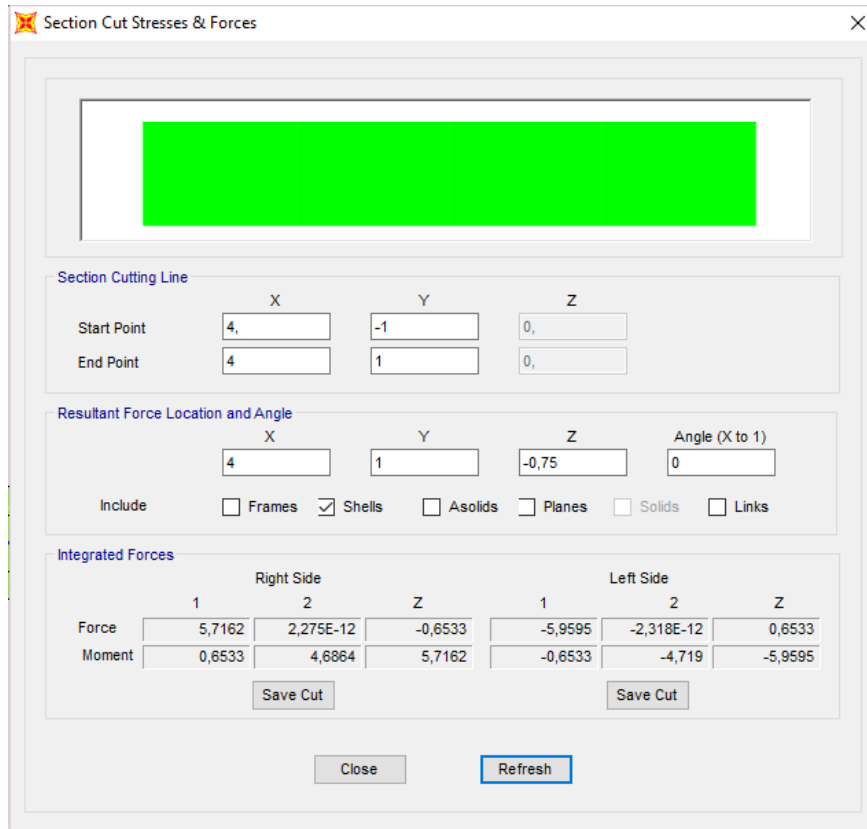 Section Cut Stresses & Forces
Section Cutting Line
X Y Z
Start Point 4, -1 0,
End Point 4 1 0,
Resultant Force Location and Angle
X Y Z Angle (X to 1)
4 1 -0,75 0
Include Frames Shells Asolids Planes Solids Links
Integrated Forces
Right Side Left Side
1 2 Z 1 2 Z
Force 5,7162 2,275E-12 -0,6533 -5,9595 -2,318E-12 0,6533
Moment 0,6533 4,6864 5,7162 -0,6533 -4,719 -5,9595
Save Cut Save Cut
Close Refresh